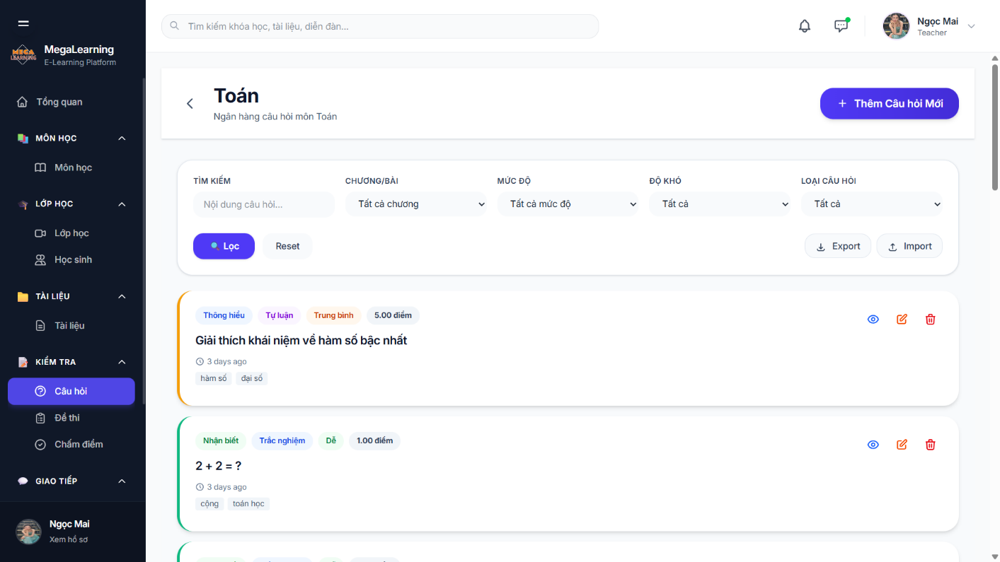 MEGA
LEARNING
MegaLearning
E-Learning Platform
Tổng quan
MÔN HỌC
Môn học
LỚP HỌC
Lớp học
Học sinh
TÀI LIỆU
Tài liệu
KIỂM TRA
Câu hỏi
Đề thi
Chấm điểm
GIAO TIẾP
Ngọc Mai
Xem hồ sơ
Tìm kiếm khóa học, tài liệu, diễn đàn...
Ngọc Mai
Teacher
Toán
Ngân hàng câu hỏi môn Toán
+ Thêm Câu hỏi Mới
TÌM KIẾM
Nội dung câu hỏi...
CHƯƠNG/BÀI
Tất cả chương
MỨC ĐỘ
Tất cả mức độ
ĐỘ KHÓ
Tất cả
LOẠI CÂU HỎI
Tất cả
Lọc
Reset
Export
Import
Thông hiểu Tự luận Trung bình 5.00 điểm
Giải thích khái niệm về hàm số bậc nhất
3 days ago
hàm số đại số
Nhận biết Trắc nghiệm Dễ 1.00 điểm
2 + 2 = ?
3 days ago
cộng toán học